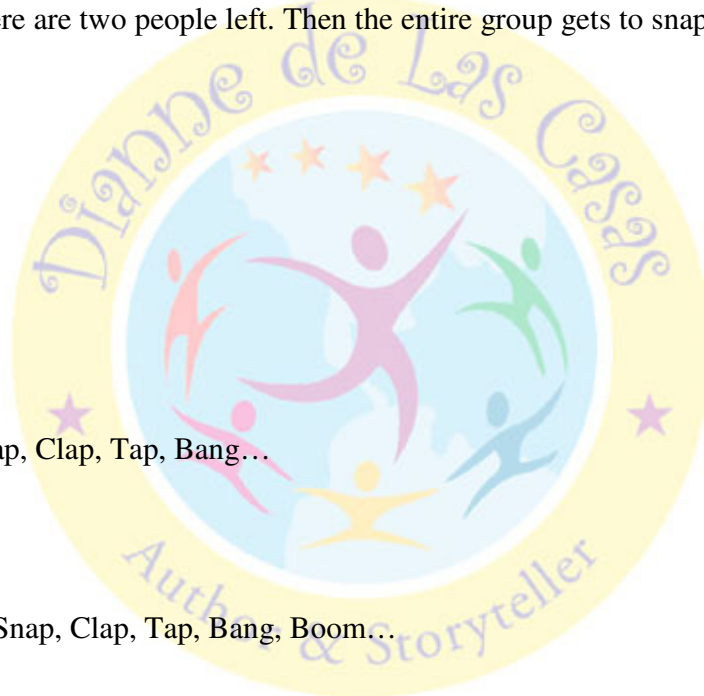 ere are two people left. Then the entire group gets to snap
Dianne de Las Casas
ap, Clap, Tap, Bang…
Snap, Clap, Tap, Bang, Boom…
Author & Storyteller